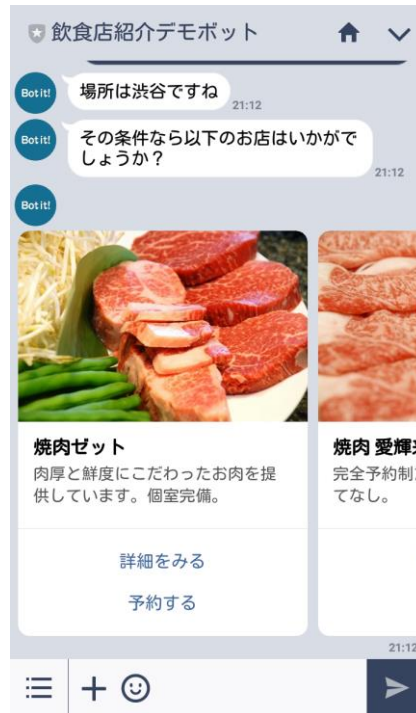 飲食店紹介デモボット
Bot it!
場所は渋谷ですね
21:12
Bot it!
その条件なら以下のお店はいかがで
しょうか？
21:12
Bot it!
焼肉ゼット
肉厚と鮮度にこだわったお肉を提
供しています。個室完備。
詳細をみる
予約する
焼肉 愛輝
完全予約制
てなし。
21:12